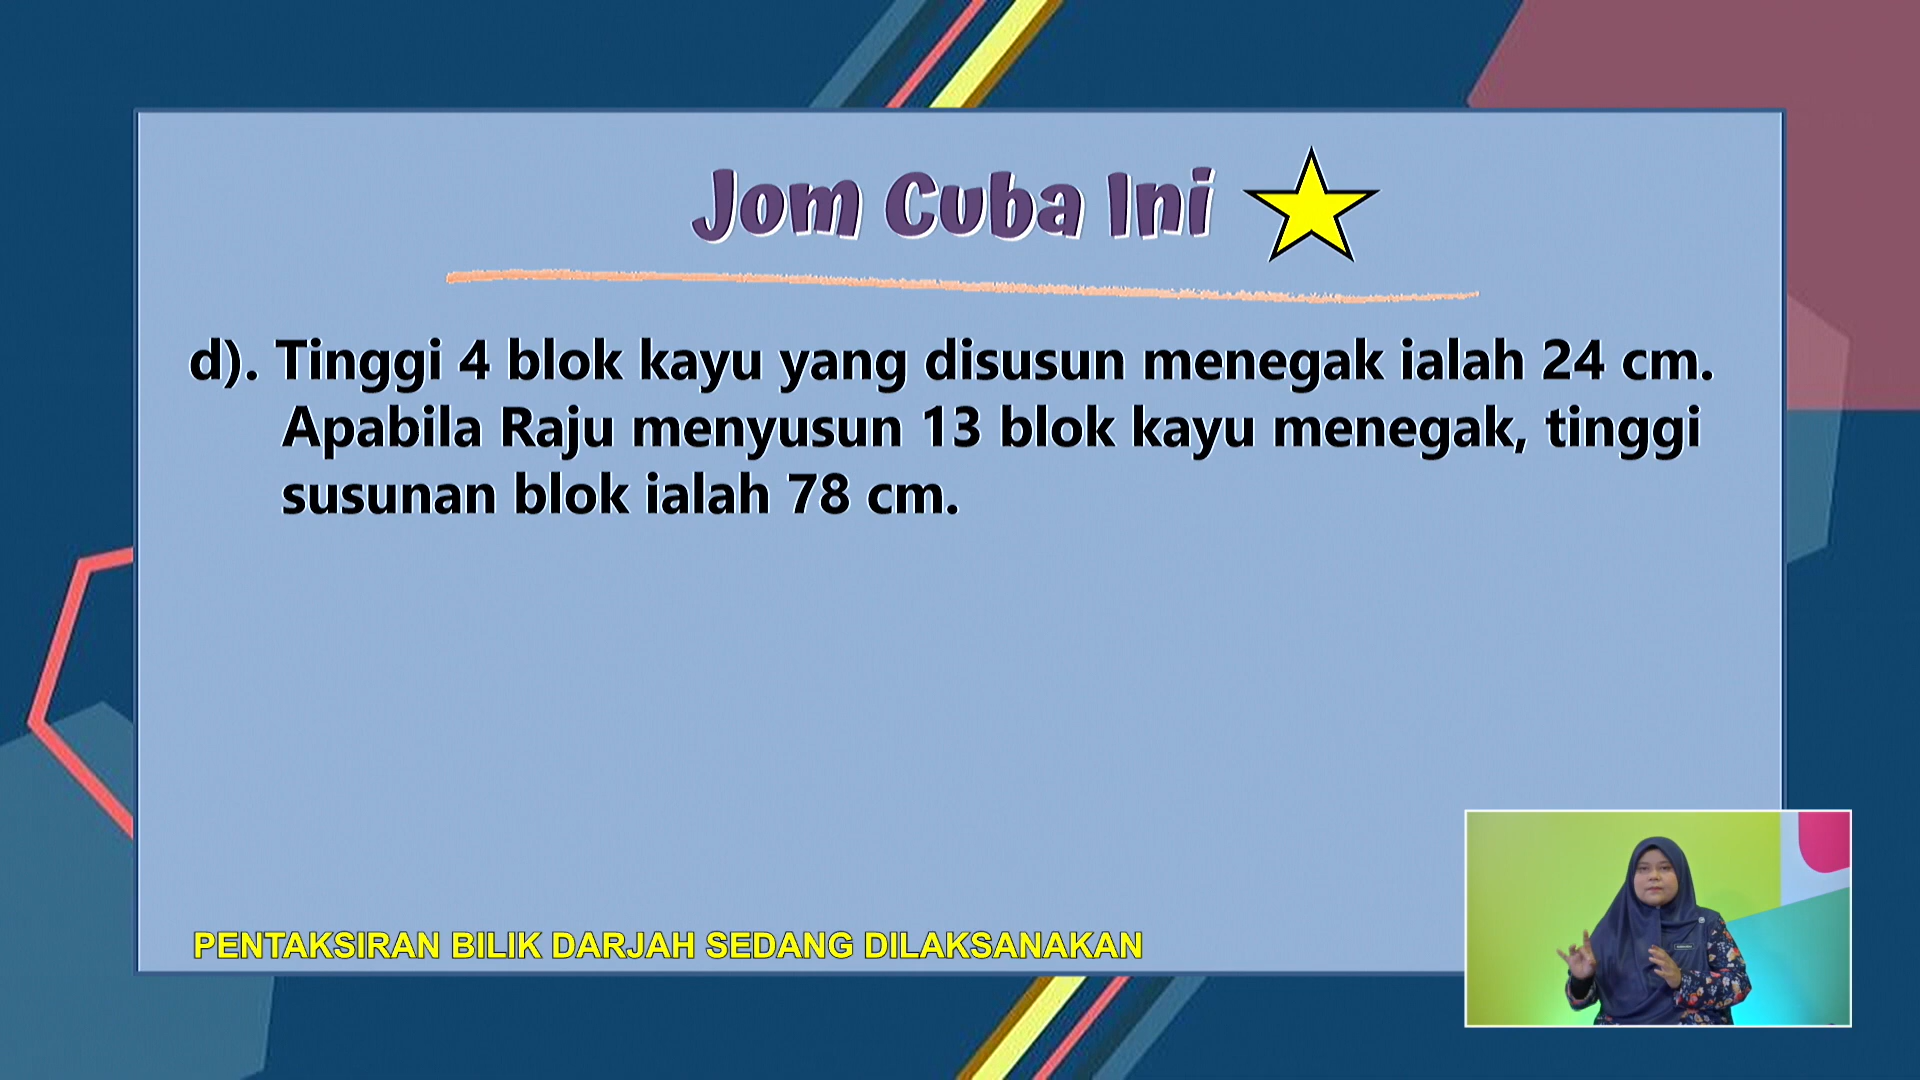 Jom Cuba Ini
d). Tinggi 4 blok kayu yang disusun menegak ialah 24 cm.
Apabila Raju menyusun 13 blok kayu menegak, tinggi
susunan blok ialah 78 cm.
PENTAKSIRAN BILIK DARJAH SEDANG DILAKSANAKAN